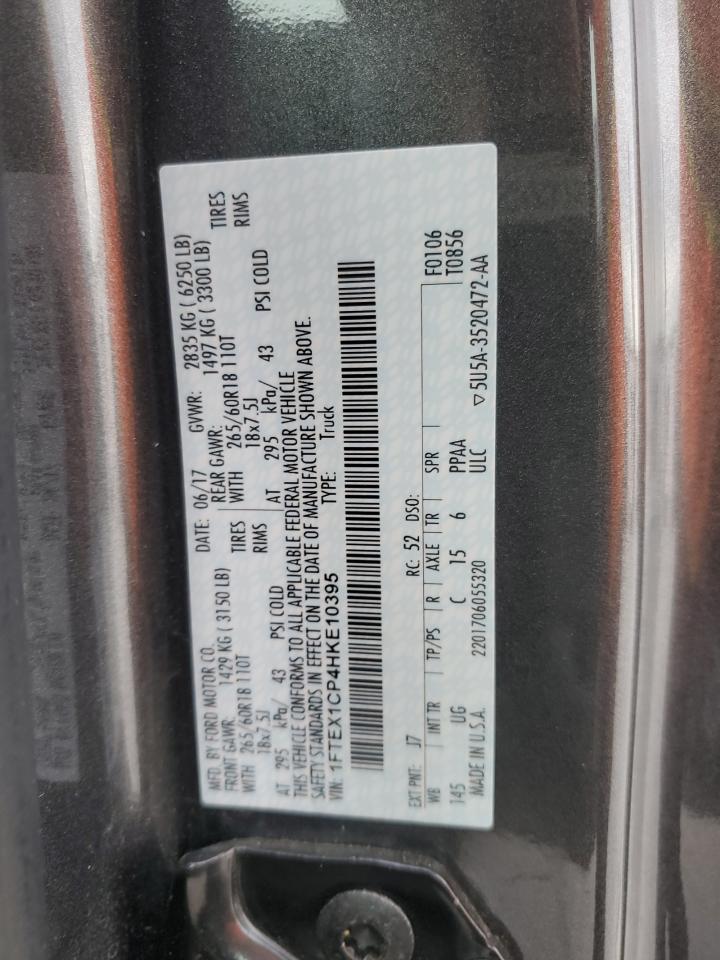 MFD. BY FORD MOTOR CO.
DATE: 06/17 GVWR: 2835 KG ( 6250 LB)
FRONT GAWR: 1429 KG ( 3150 LB) REAR GAWR: 1497 KG ( 3300 LB)
WITH 265/60R18 110T TIRES WITH 265/60R18 110T TIRES
18x7.5J RIMS 18x7.5J RIMS
AT 295 kPa/ 43 PSI COLD AT 295 kPa/ 43 PSI COLD
THIS VEHICLE CONFORMS TO ALL APPLICABLE FEDERAL MOTOR VEHICLE
SAFETY STANDARDS IN EFFECT ON THE DATE OF MANUFACTURE SHOWN ABOVE.
VIN: 1FTEX1CP4HKE10395 TYPE: Truck
EXT PNT: J7 RC: 52 DSO: F0106
WB INT TR TP/PS R AXLE TR SPR T0856
145 UG C 15 6 PPAA
MADE IN U.S.A. 2201706055320 ULC ▽5U5A-3520472-AA